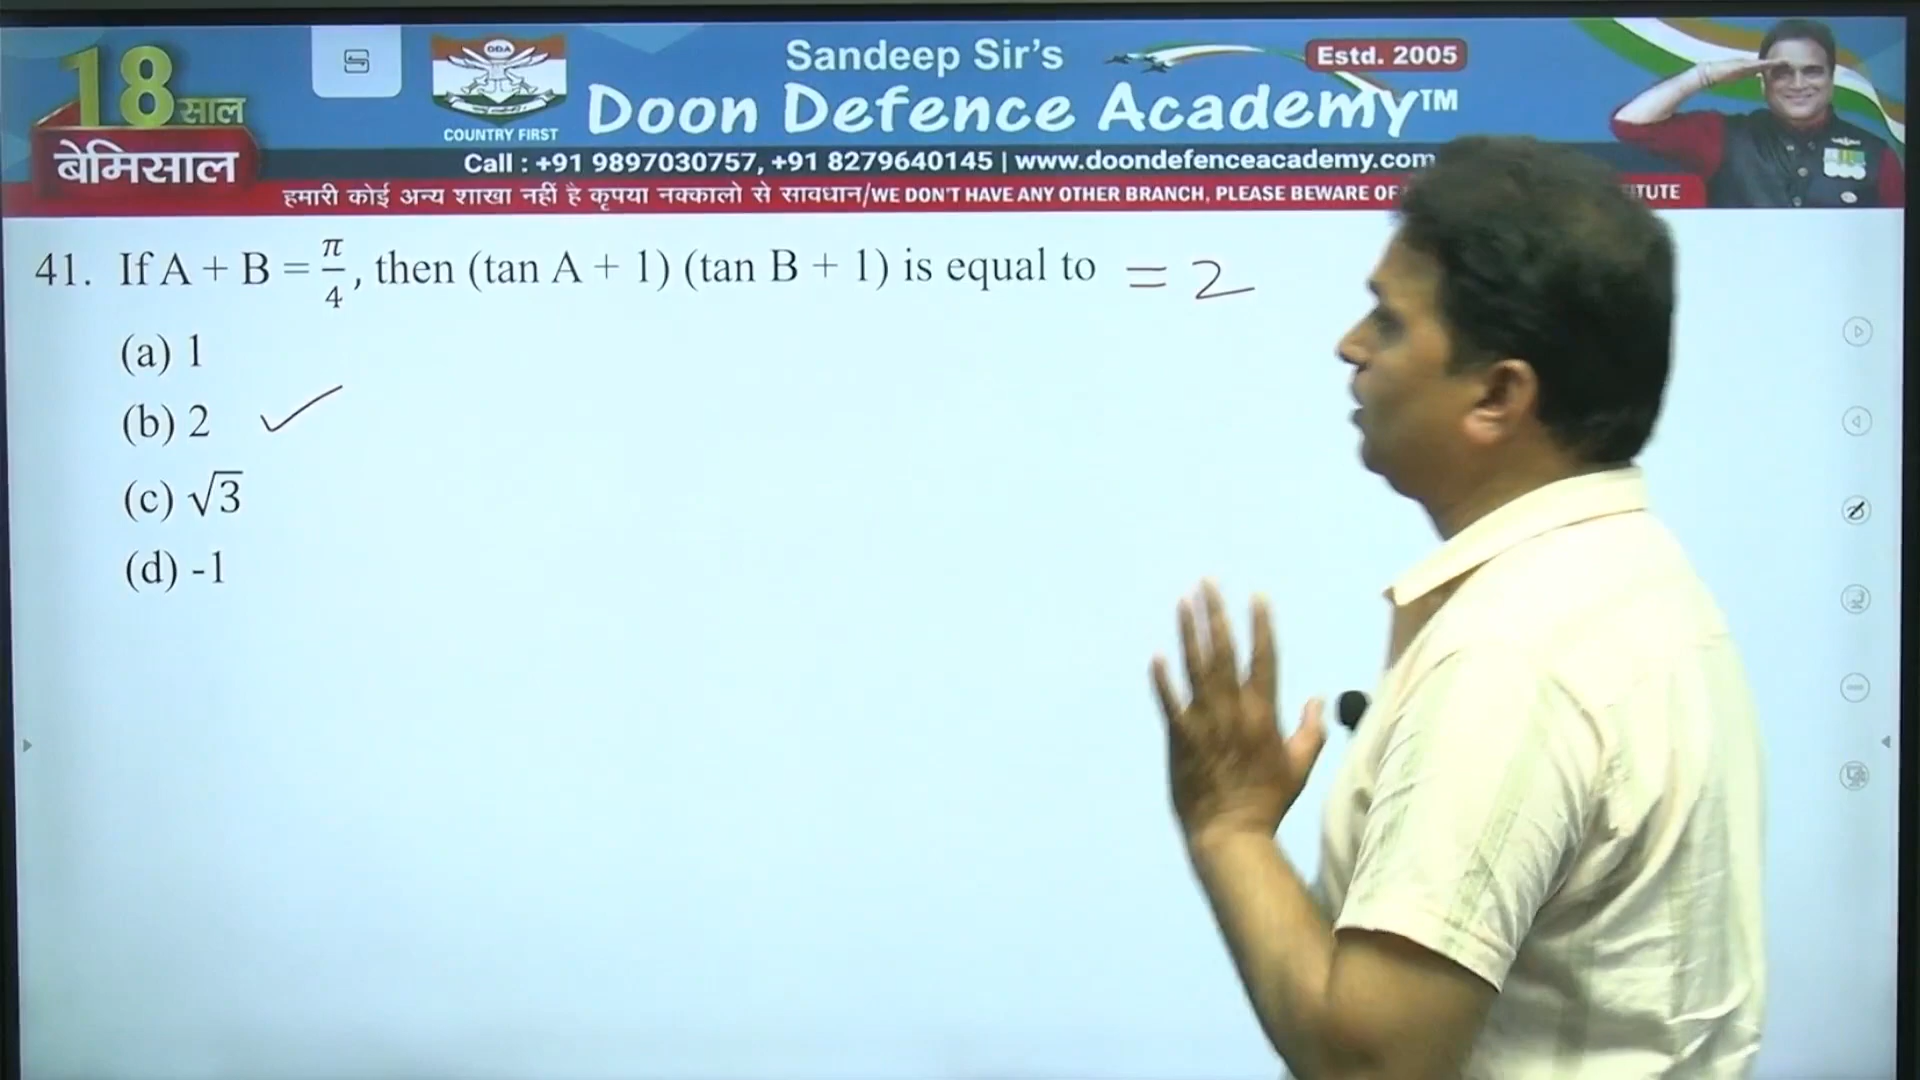 18 साल
बेमिसाल
DDA
COUNTRY FIRST
Sandeep Sir's
Estd. 2005
Doon Defence Academy™
Call : +91 9897030757, +91 8279640145 | www.doondefenceacademy.com
हमारी कोई अन्य शाखा नहीं है कृपया नक्कालो से सावधान/WE DON'T HAVE ANY OTHER BRANCH, PLEASE BEWARE OF TUTE
41. If A + B = π/4, then (tan A + 1) (tan B + 1) is equal to = 2
(a) 1
(b) 2 ✓
(c) √3
(d) -1